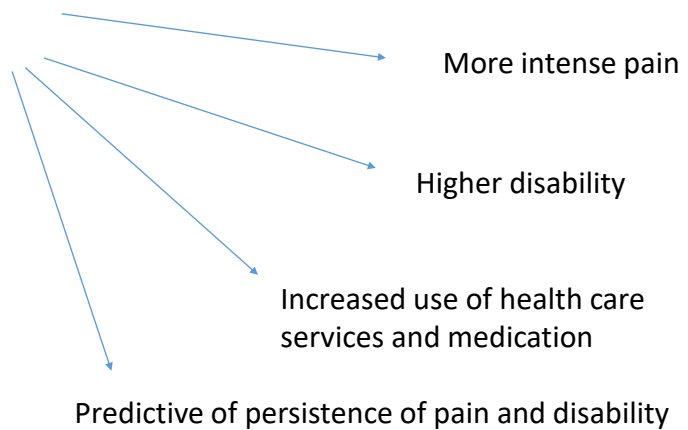 More intense pain
Higher disability
Increased use of health care
services and medication
Predictive of persistence of pain and disability